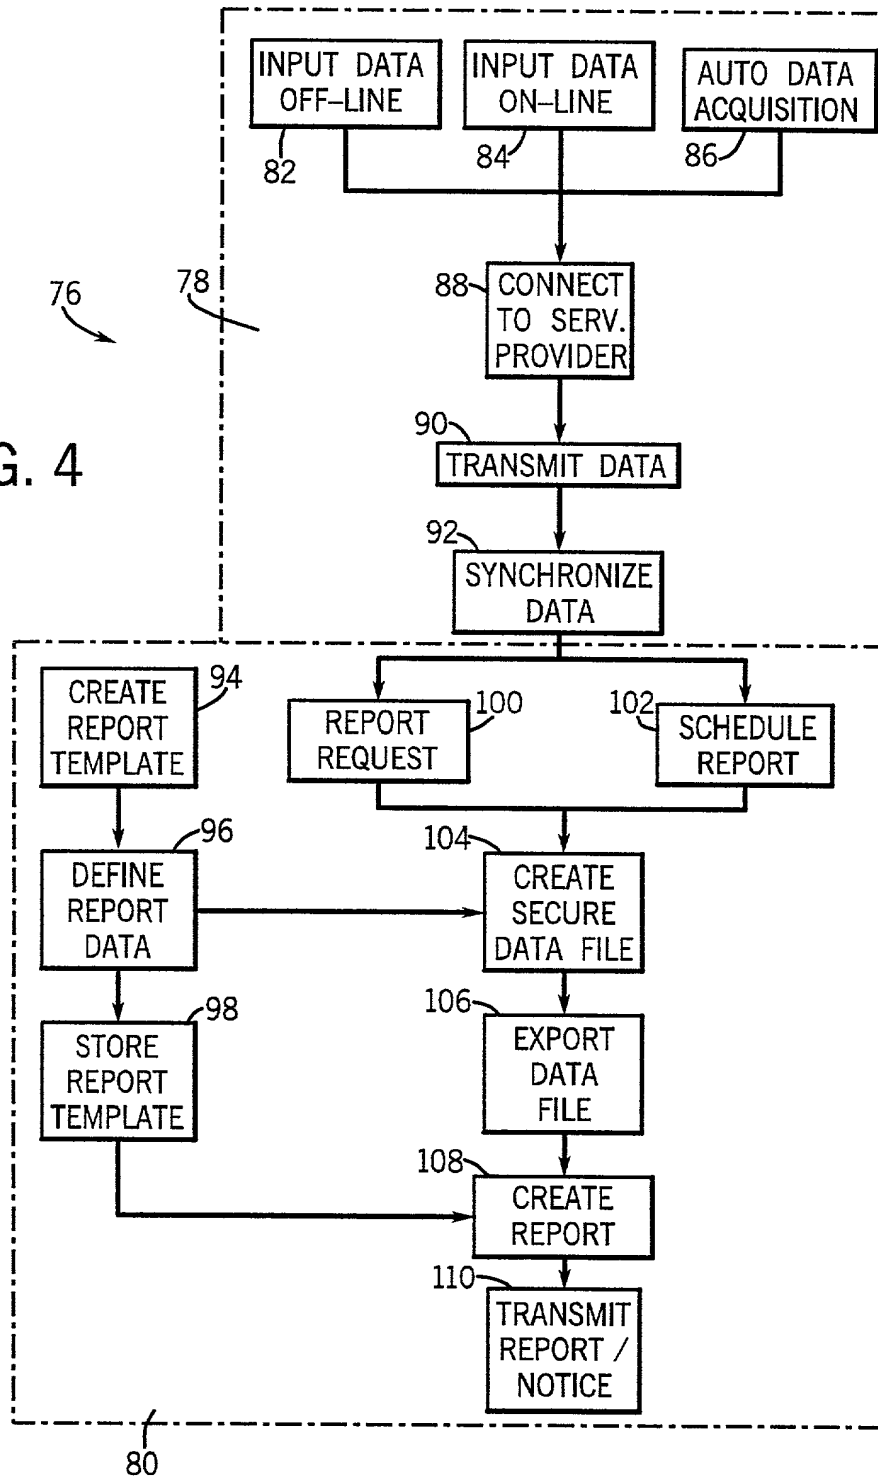 INPUT DATA
OFF-LINE
82
INPUT DATA
ON-LINE
84
AUTO DATA
ACQUISITION
86
76
78
88
CONNECT
TO SERV.
PROVIDER
G. 4
90
TRANSMIT DATA
92
SYNCHRONIZE
DATA
94
CREATE
REPORT
TEMPLATE
100
REPORT
REQUEST
102
SCHEDULE
REPORT
96
DEFINE
REPORT
DATA
104
CREATE
SECURE
DATA FILE
98
STORE
REPORT
TEMPLATE
106
EXPORT
DATA
FILE
108
CREATE
REPORT
110
TRANSMIT
REPORT /
NOTICE
80